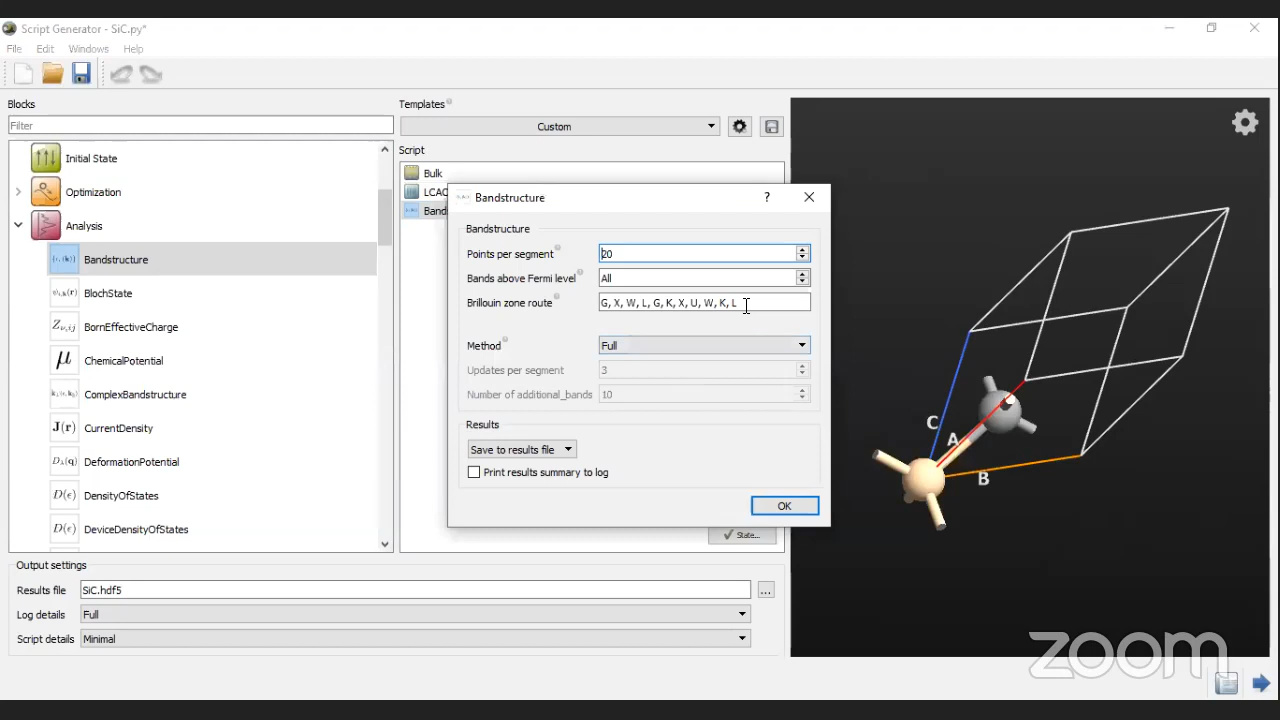 Script Generator - SiC.py*
File Edit Windows Help
Blocks
Filter
Initial State
Optimization
Analysis
Bandstructure
BlochState
BornEffectiveCharge
μ ChemicalPotential
ComplexBandstructure
J(r) CurrentDensity
DeformationPotential
D(ε) DensityOfStates
D(ε) DeviceDensityOfStates
Templates
Custom
Script
Bulk
LCAO
Band
State...
Bandstructure
?
Bandstructure
Points per segment 20
Bands above Fermi level All
Brillouin zone route G, X, W, L, G, K, X, U, W, K, L
Method Full
Updates per segment 3
Number of additional_bands 10
Results
Save to results file
Print results summary to log
OK
C
A
B
Output settings
Results file SiC.hdf5
...
Log details Full
Script details Minimal
zoom